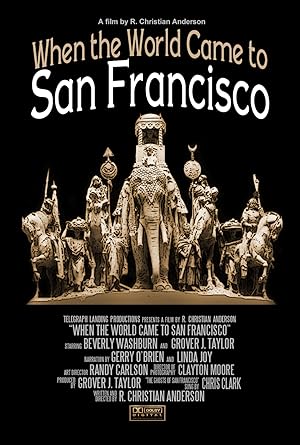 A film by R. Christian Anderson
When the World Came to
San Francisco
TELEGRAPH LANDING PRODUCTIONS PRESENTS A FILM BY R. CHRISTIAN ANDERSON
"WHEN THE WORLD CAME TO SAN FRANCISCO"
STARRING BEVERLY WASHBURN AND GROVER J. TAYLOR
NARRATION BY GERRY O'BRIEN AND LINDA JOY
ART DIRECTOR RANDY CARLSON DIRECTOR OF PHOTOGRAPHY CLAYTON MOORE
PRODUCED BY GROVER J. TAYLOR "THE GHOSTS OF SAN FRANCISCO" SONG BY CHRIS CLARK
WRITTEN AND DIRECTED BY R. CHRISTIAN ANDERSON
DOLBY
DIGITAL